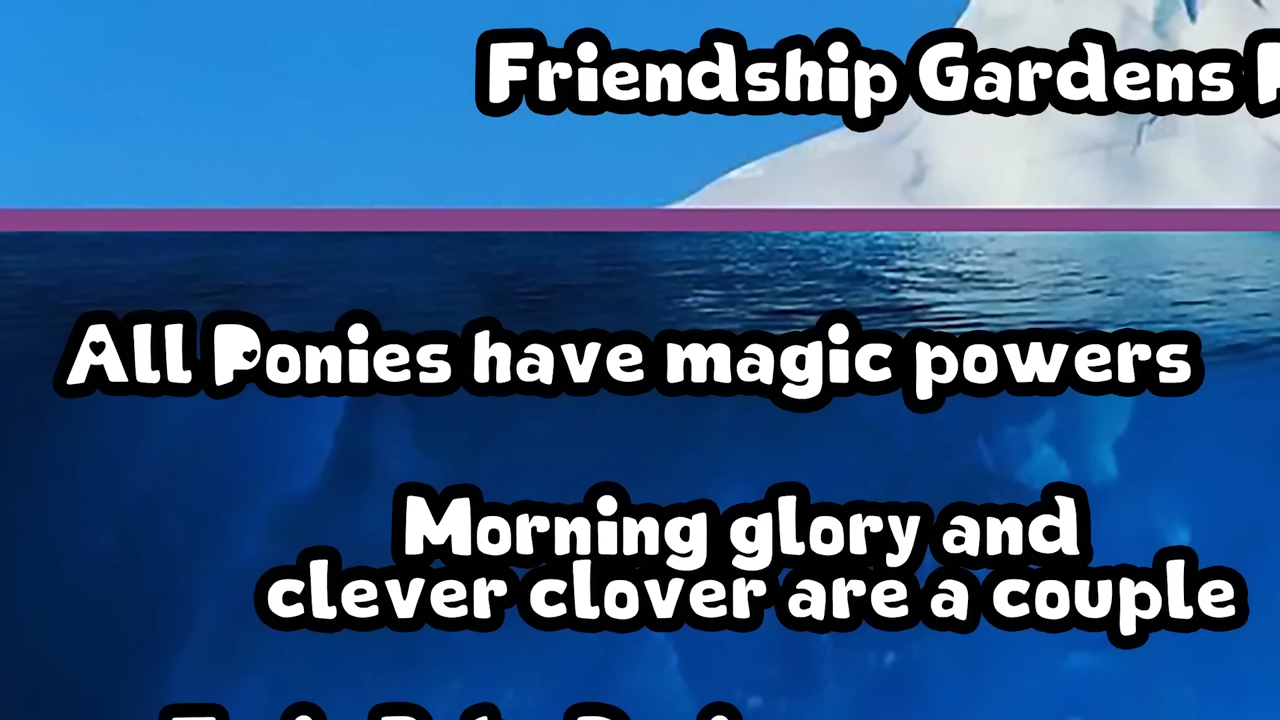 Friendship Gardens
All Ponies have magic powers
Morning glory and
clever clover are a couple